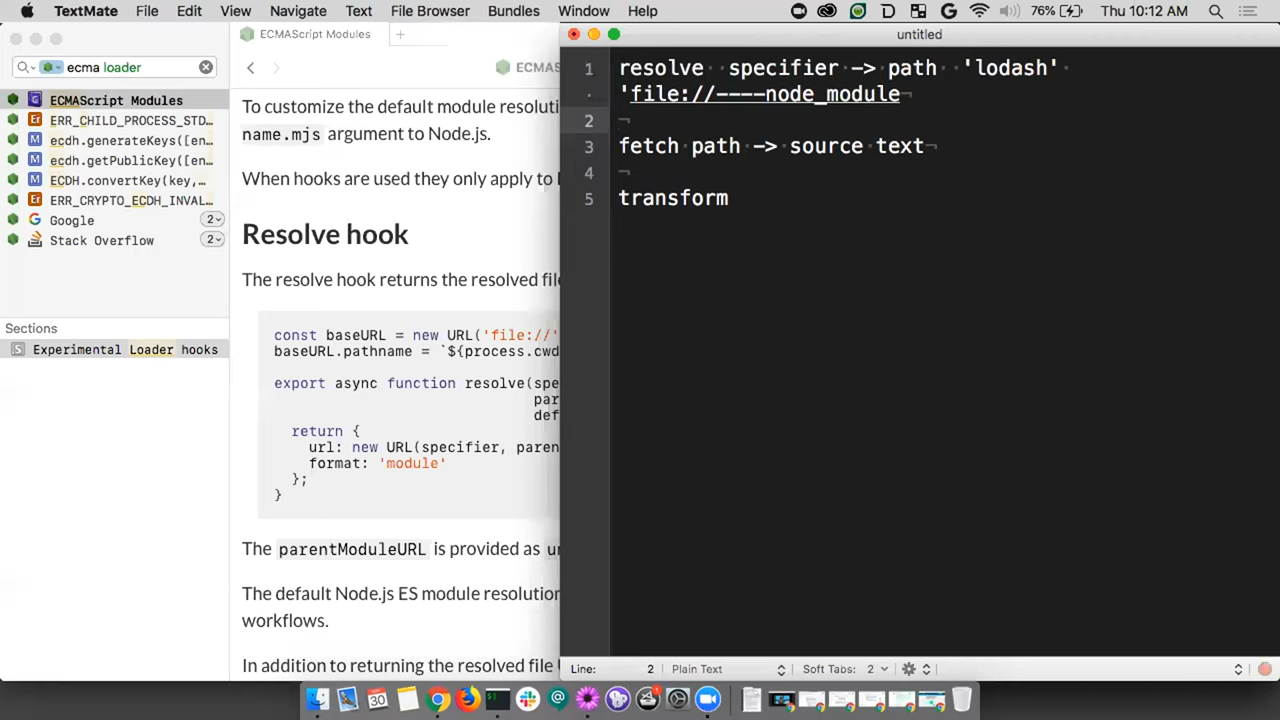 TextMate File Edit View Navigate Text File Browser Bundles Window Help 76% Thu 10:12 AM
ecma loader
ECMAScript Modules
ERR_CHILD_PROCESS_STD…
ecdh.generateKeys([en…
ecdh.getPublicKey([en…
ECDH.convertKey(key,…
ERR_CRYPTO_ECDH_INVAL…
Google 2
Stack Overflow 2
Sections
Experimental Loader hooks
ECMAScript Modules
ECMAS
To customize the default module resoluti
name.mjs argument to Node.js.
When hooks are used they only apply to
Resolve hook
The resolve hook returns the resolved file
const baseURL = new URL('file://'
baseURL.pathname = `${process.cwd
export async function resolve(spe
par
def
return {
url: new URL(specifier, paren
format: 'module'
};
}
The parentModuleURL is provided as u
The default Node.js ES module resolution
workflows.
In addition to returning the resolved file
untitled
1 resolve specifier -> path 'lodash'
'file://----node_module
2
3 fetch path -> source text
4
5 transform
Line: 2 Plain Text Soft Tabs: 2
30